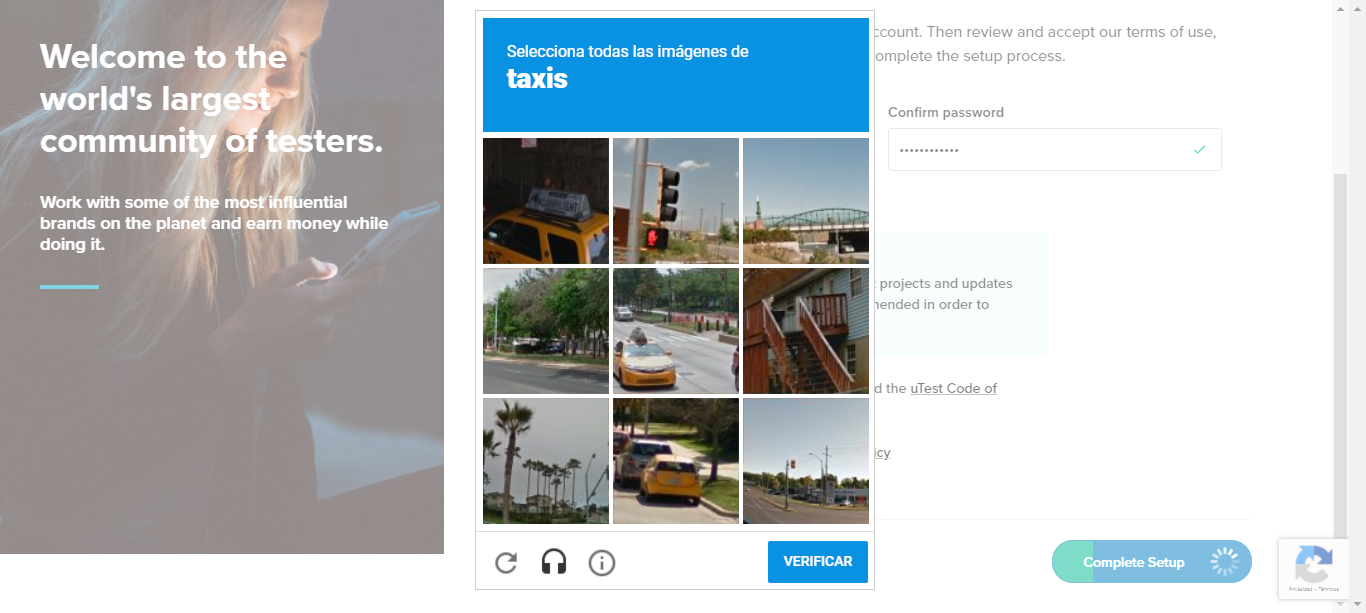 Welcome to the
world's largest
community of testers.
Work with some of the most influential
brands on the planet and earn money while
doing it.
Selecciona todas las imágenes de
taxis
VERIFICAR
ccount. Then review and accept our terms of use,
omplete the setup process.
Confirm password
projects and updates
nended in order to
d the uTest Code of
icy
Complete Setup
Privacidad - Términos